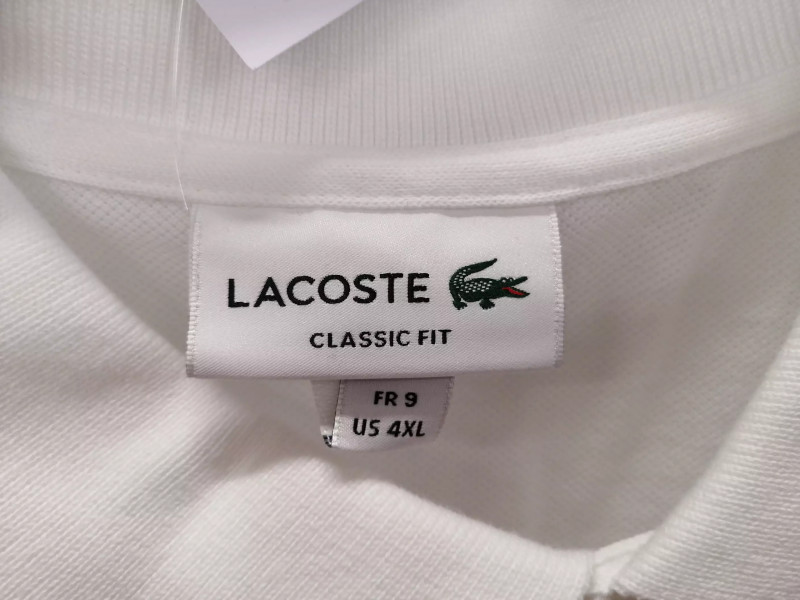 LACOSTE
CLASSIC FIT
FR 9
US 4XL